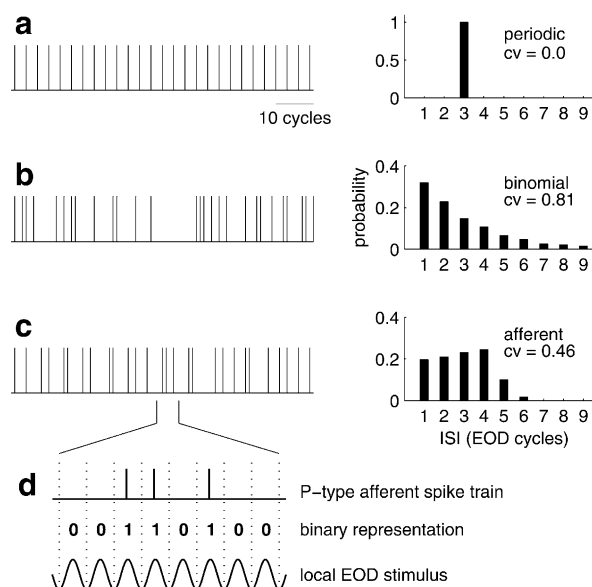 a
10 cycles
1
0.5
0
periodic
cv = 0.0
1 2 3 4 5 6 7 8 9
b
probability
0.4
0.2
0
binomial
cv = 0.81
1 2 3 4 5 6 7 8 9
c
0.4
0.2
0
afferent
cv = 0.46
1 2 3 4 5 6 7 8 9
ISI (EOD cycles)
d
P-type afferent spike train
0 0 1 1 0 1 0 0
binary representation
local EOD stimulus